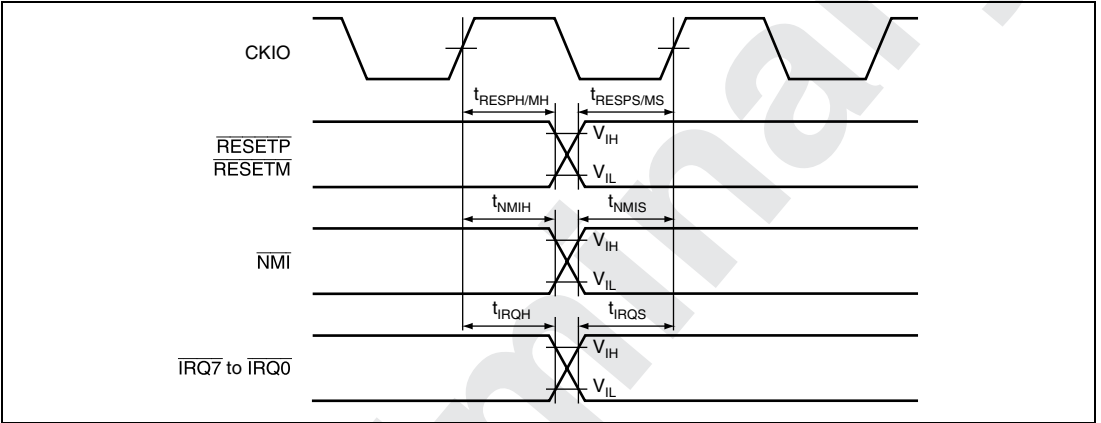 CKIO
tRESPH/MH tRESPS/MS
RESETP
RESETM
VIH
VIL
tNMIH tNMIS
NMI
VIH
VIL
tIRQH tIRQS
IRQ7 to IRQ0
VIH
VIL